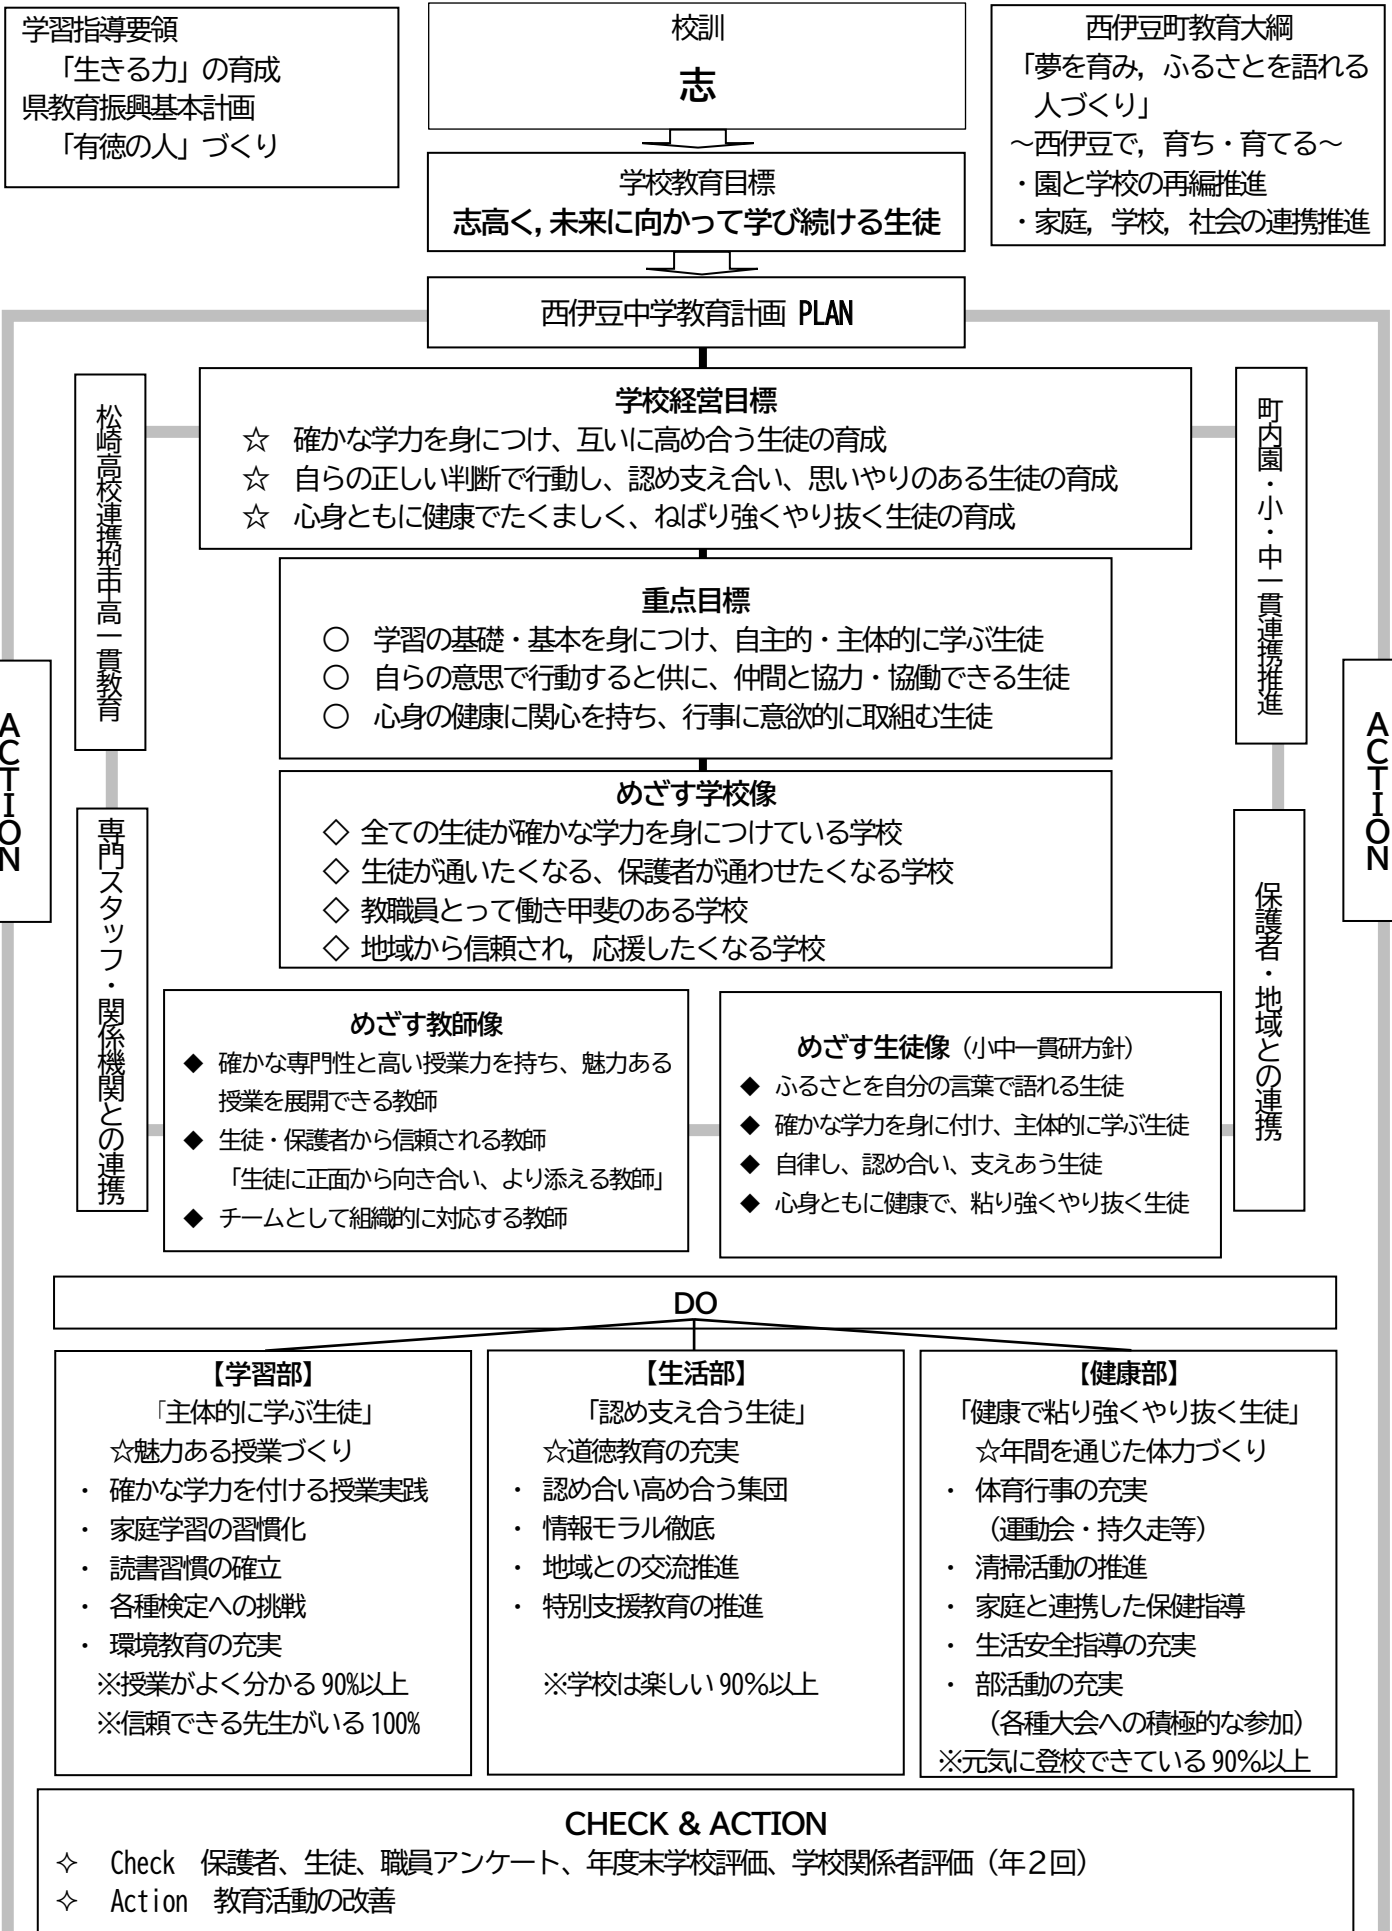 学習指導要領
「生きる力」の育成
県教育振興基本計画
「有徳の人」づくり
校訓
志
西伊豆町教育大綱
「夢を育み，ふるさとを語れる
人づくり」
～西伊豆で，育ち・育てる～
・園と学校の再編推進
・家庭，学校，社会の連携推進
学校教育目標
志高く，未来に向かって学び続ける生徒
西伊豆中学教育計画 PLAN
学校経営目標
☆ 確かな学力を身につけ、互いに高め合う生徒の育成
☆ 自らの正しい判断で行動し、認め支え合い、思いやりのある生徒の育成
☆ 心身ともに健康でたくましく、ねばり強くやり抜く生徒の育成
松崎高校連携型中高一貫教育
町内園・小・中一貫連携推進
重点目標
○ 学習の基礎・基本を身につけ、自主的・主体的に学ぶ生徒
○ 自らの意思で行動すると供に、仲間と協力・協働できる生徒
○ 心身の健康に関心を持ち、行事に意欲的に取組む生徒
ACTION
ACTION
めざす学校像
◇ 全ての生徒が確かな学力を身につけている学校
◇ 生徒が通いたくなる、保護者が通わせたくなる学校
◇ 教職員とって働き甲斐のある学校
◇ 地域から信頼され，応援したくなる学校
専門スタッフ・関係機関との連携
保護者・地域との連携
めざす教師像
◆ 確かな専門性と高い授業力を持ち、魅力ある
授業を展開できる教師
◆ 生徒・保護者から信頼される教師
「生徒に正面から向き合い、より添える教師」
◆ チームとして組織的に対応する教師
めざす生徒像（小中一貫研方針）
◆ ふるさとを自分の言葉で語れる生徒
◆ 確かな学力を身に付け、主体的に学ぶ生徒
◆ 自律し、認め合い、支えあう生徒
◆ 心身ともに健康で、粘り強くやり抜く生徒
DO
【学習部】
「主体的に学ぶ生徒」
☆魅力ある授業づくり
・ 確かな学力を付ける授業実践
・ 家庭学習の習慣化
・ 読書習慣の確立
・ 各種検定への挑戦
・ 環境教育の充実
※授業がよく分かる 90%以上
※信頼できる先生がいる 100%
【生活部】
「認め支え合う生徒」
☆道徳教育の充実
・ 認め合い高め合う集団
・ 情報モラル徹底
・ 地域との交流推進
・ 特別支援教育の推進
※学校は楽しい 90％以上
【健康部】
「健康で粘り強くやり抜く生徒」
☆年間を通じた体力づくり
・ 体育行事の充実
（運動会・持久走等）
・ 清掃活動の推進
・ 家庭と連携した保健指導
・ 生活安全指導の充実
・ 部活動の充実
（各種大会への積極的な参加）
※元気に登校できている 90％以上
CHECK & ACTION
✧ Check 保護者、生徒、職員アンケート、年度末学校評価、学校関係者評価（年２回）
✧ Action 教育活動の改善